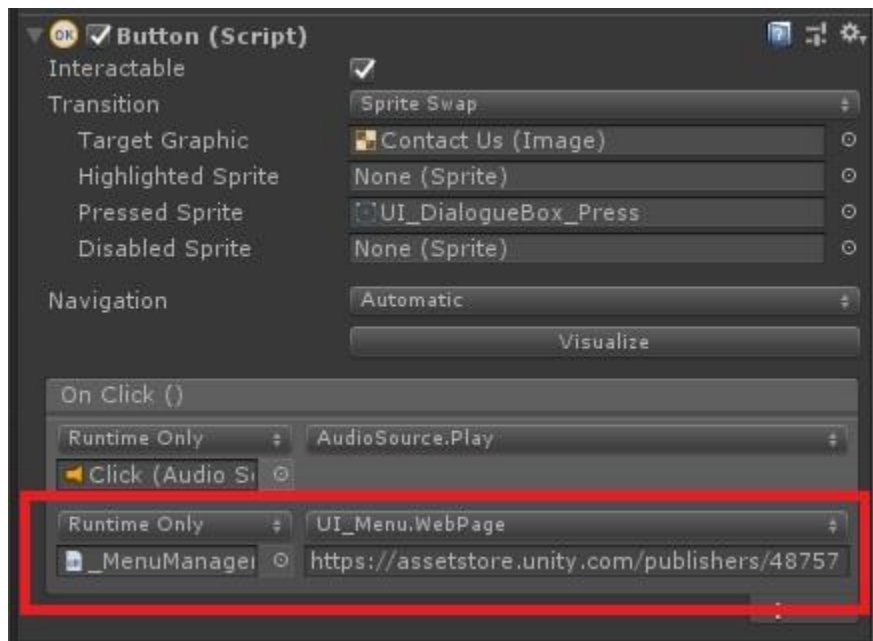 OK Button (Script)
Interactable
Transition Sprite Swap
Target Graphic Contact Us (Image)
Highlighted Sprite None (Sprite)
Pressed Sprite UI_DialogueBox_Press
Disabled Sprite None (Sprite)
Navigation Automatic
Visualize
On Click ()
Runtime Only AudioSource.Play
Click (Audio
Runtime Only UI_Menu.WebPage
_MenuManager https://assetstore.unity.com/publishers/48757